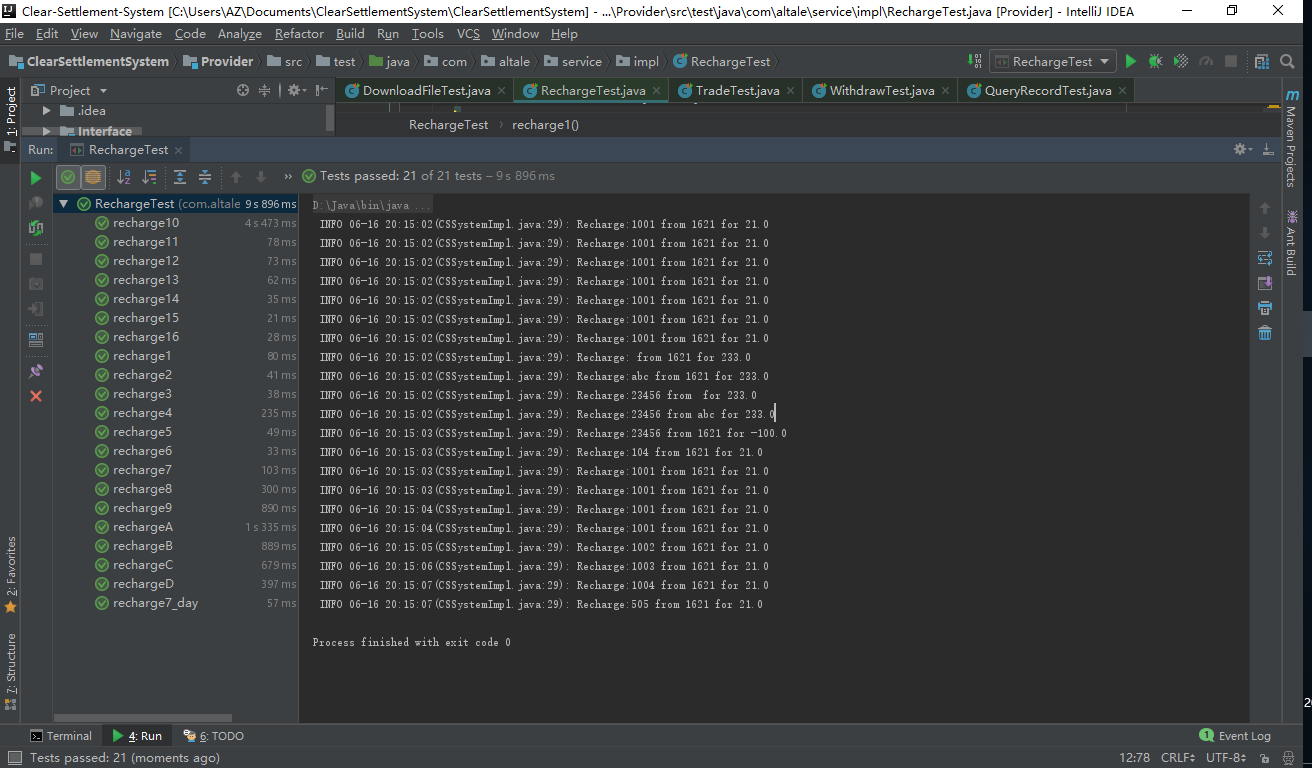 Clear-Settlement-System [C:\Users\AZ\Documents\ClearSettlementSystem\ClearSettlementSystem] - ...\Provider\src\test\java\com\altale\service\impl\RechargeTest.java [Provider] - IntelliJ IDEA
File Edit View Navigate Code Analyze Refactor Build Run Tools VCS Window Help
ClearSettlementSystem Provider src test java com altale service impl RechargeTest RechargeTest
Project DownloadFileTest.java RechargeTest.java TradeTest.java WithdrawTest.java QueryRecordTest.java
.idea
Interface
RechargeTest recharge1()
Run: RechargeTest
Tests passed: 21 of 21 tests – 9 s 896 ms
RechargeTest (com.altale 9 s 896 ms
recharge10 4 s 473 ms
recharge11 78 ms
recharge12 73 ms
recharge13 62 ms
recharge14 35 ms
recharge15 21 ms
recharge16 28 ms
recharge1 80 ms
recharge2 41 ms
recharge3 38 ms
recharge4 235 ms
recharge5 49 ms
recharge6 33 ms
recharge7 103 ms
recharge8 300 ms
recharge9 890 ms
rechargeA 1 s 335 ms
rechargeB 889 ms
rechargeC 679 ms
rechargeD 397 ms
recharge7_day 57 ms
D:\Java\bin\java ...
INFO 06-16 20:15:02(CSSystemImpl.java:29): Recharge:1001 from 1621 for 21.0
INFO 06-16 20:15:02(CSSystemImpl.java:29): Recharge:1001 from 1621 for 21.0
INFO 06-16 20:15:02(CSSystemImpl.java:29): Recharge:1001 from 1621 for 21.0
INFO 06-16 20:15:02(CSSystemImpl.java:29): Recharge:1001 from 1621 for 21.0
INFO 06-16 20:15:02(CSSystemImpl.java:29): Recharge:1001 from 1621 for 21.0
INFO 06-16 20:15:02(CSSystemImpl.java:29): Recharge:1001 from 1621 for 21.0
INFO 06-16 20:15:02(CSSystemImpl.java:29): Recharge:1001 from 1621 for 21.0
INFO 06-16 20:15:02(CSSystemImpl.java:29): Recharge: from 1621 for 233.0
INFO 06-16 20:15:02(CSSystemImpl.java:29): Recharge:abc from 1621 for 233.0
INFO 06-16 20:15:02(CSSystemImpl.java:29): Recharge:23456 from  for 233.0
INFO 06-16 20:15:02(CSSystemImpl.java:29): Recharge:23456 from abc for 233.0
INFO 06-16 20:15:03(CSSystemImpl.java:29): Recharge:23456 from 1621 for -100.0
INFO 06-16 20:15:03(CSSystemImpl.java:29): Recharge:104 from 1621 for 21.0
INFO 06-16 20:15:03(CSSystemImpl.java:29): Recharge:1001 from 1621 for 21.0
INFO 06-16 20:15:03(CSSystemImpl.java:29): Recharge:1001 from 1621 for 21.0
INFO 06-16 20:15:04(CSSystemImpl.java:29): Recharge:1001 from 1621 for 21.0
INFO 06-16 20:15:04(CSSystemImpl.java:29): Recharge:1001 from 1621 for 21.0
INFO 06-16 20:15:05(CSSystemImpl.java:29): Recharge:1002 from 1621 for 21.0
INFO 06-16 20:15:06(CSSystemImpl.java:29): Recharge:1003 from 1621 for 21.0
INFO 06-16 20:15:07(CSSystemImpl.java:29): Recharge:1004 from 1621 for 21.0
INFO 06-16 20:15:07(CSSystemImpl.java:29): Recharge:505 from 1621 for 21.0
Process finished with exit code 0
1: Project
2: Favorites
7: Structure
Maven Projects
Ant Build
Terminal 4: Run 6: TODO 1 Event Log
Tests passed: 21 (moments ago) 12:78 CRLF UTF-8